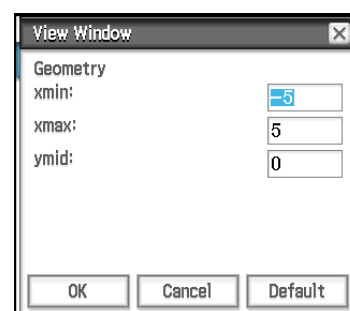 View Window
Geometry
xmin: -5
xmax: 5
ymid: 0
OK Cancel Default